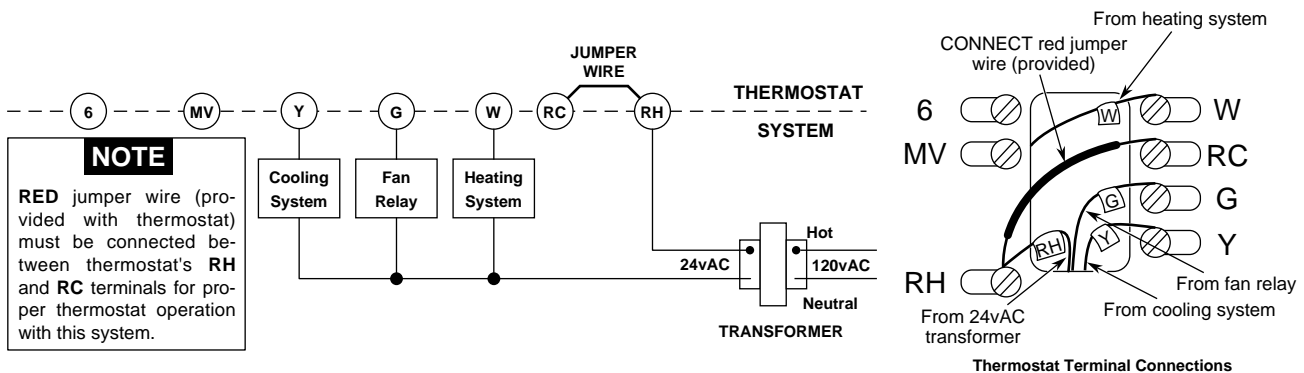 JUMPER
WIRE
6
MV
Y
G
W
RC
RH
THERMOSTAT
SYSTEM
NOTE
RED jumper wire (pro-
vided with thermostat)
must be connected be-
tween thermostat's RH
and RC terminals for pro-
per thermostat operation
with this system.
Cooling
System
Fan
Relay
Heating
System
24vAC
Hot
120vAC
Neutral
TRANSFORMER
From heating system
CONNECT red jumper
wire (provided)
6
W
W
MV
RC
G
G
RH
Y
Y
RH
From fan relay
From cooling system
From 24vAC
transformer
Thermostat Terminal Connections